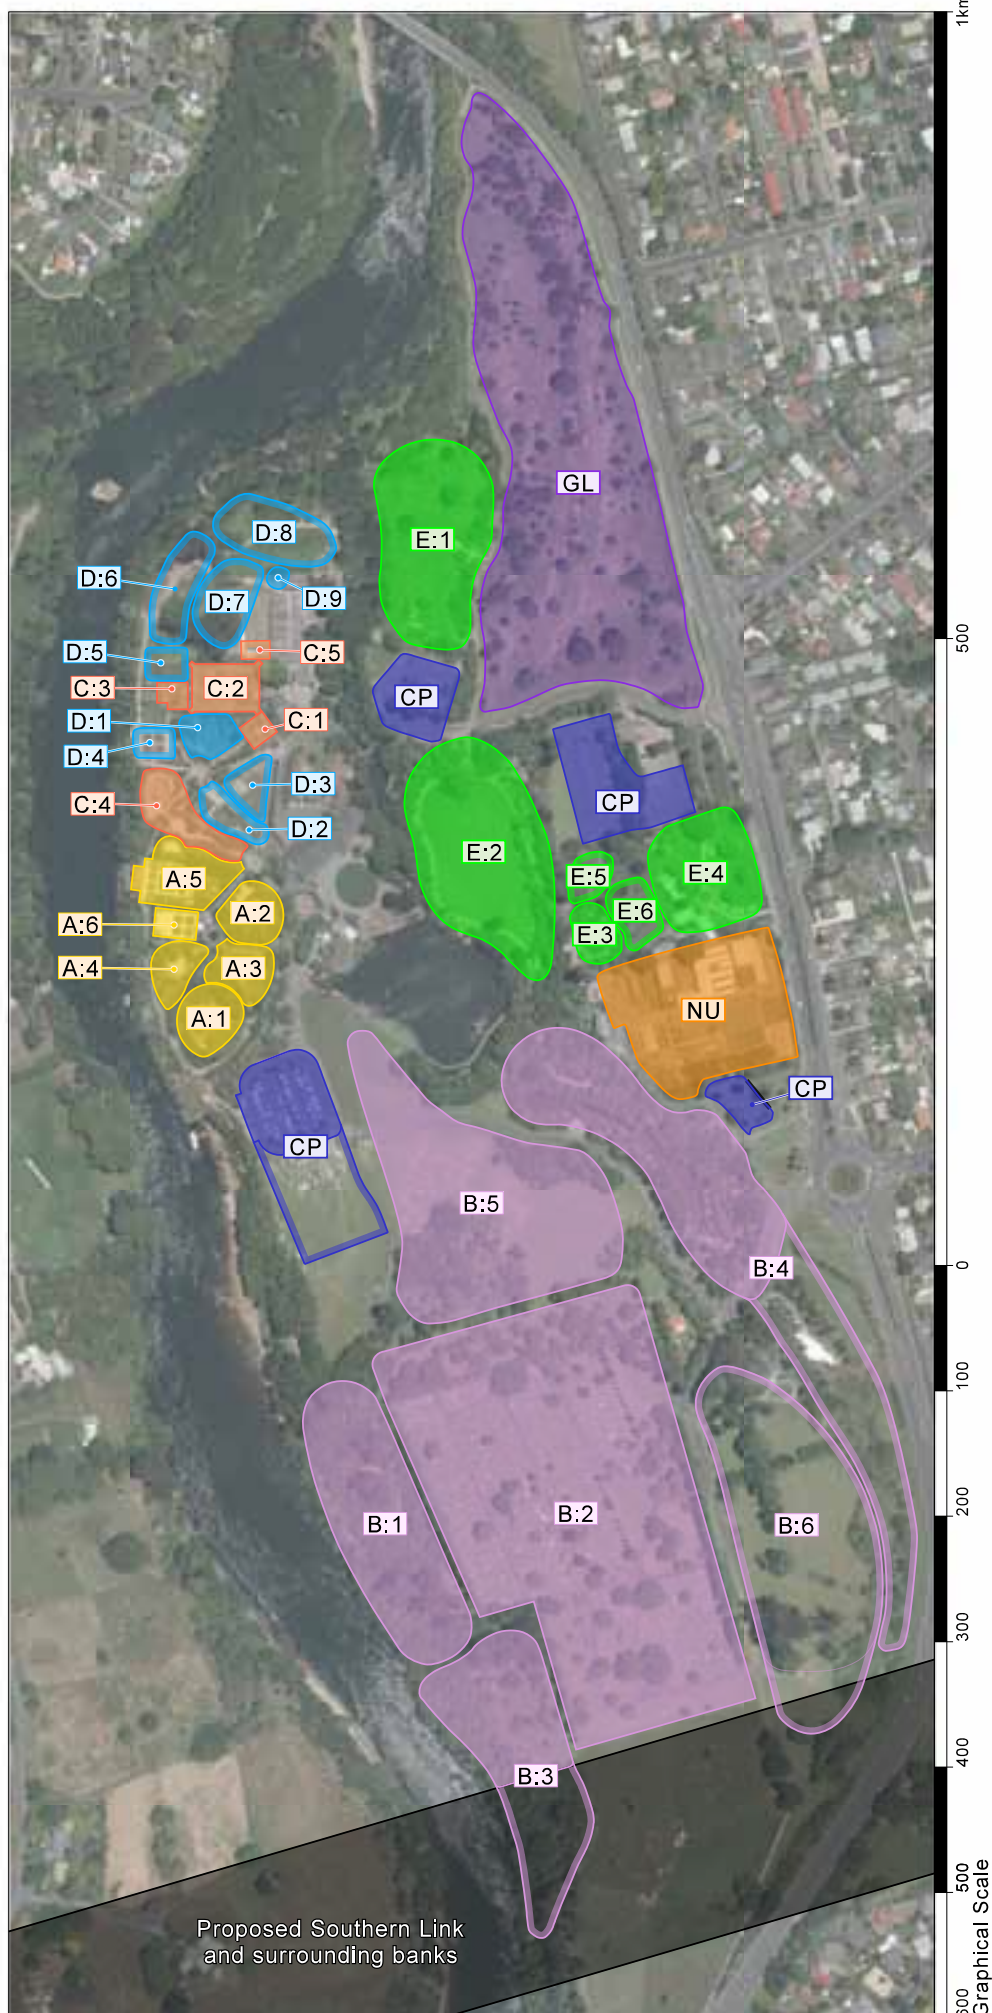 1km
GL
D:8
E:1
D:6
D:9
D:7
500
D:5
C:5
C:3
C:2
CP
D:1
C:1
D:4
D:3
CP
C:4
D:2
E:2
E:4
A:5
E:5
A:2
E:6
A:6
E:3
A:4
A:3
NU
A:1
CP
CP
B:5
0
B:4
100
200
B:2
B:1
B:6
300
400
B:3
500
Proposed Southern Link
and surrounding banks
Graphical Scale
600